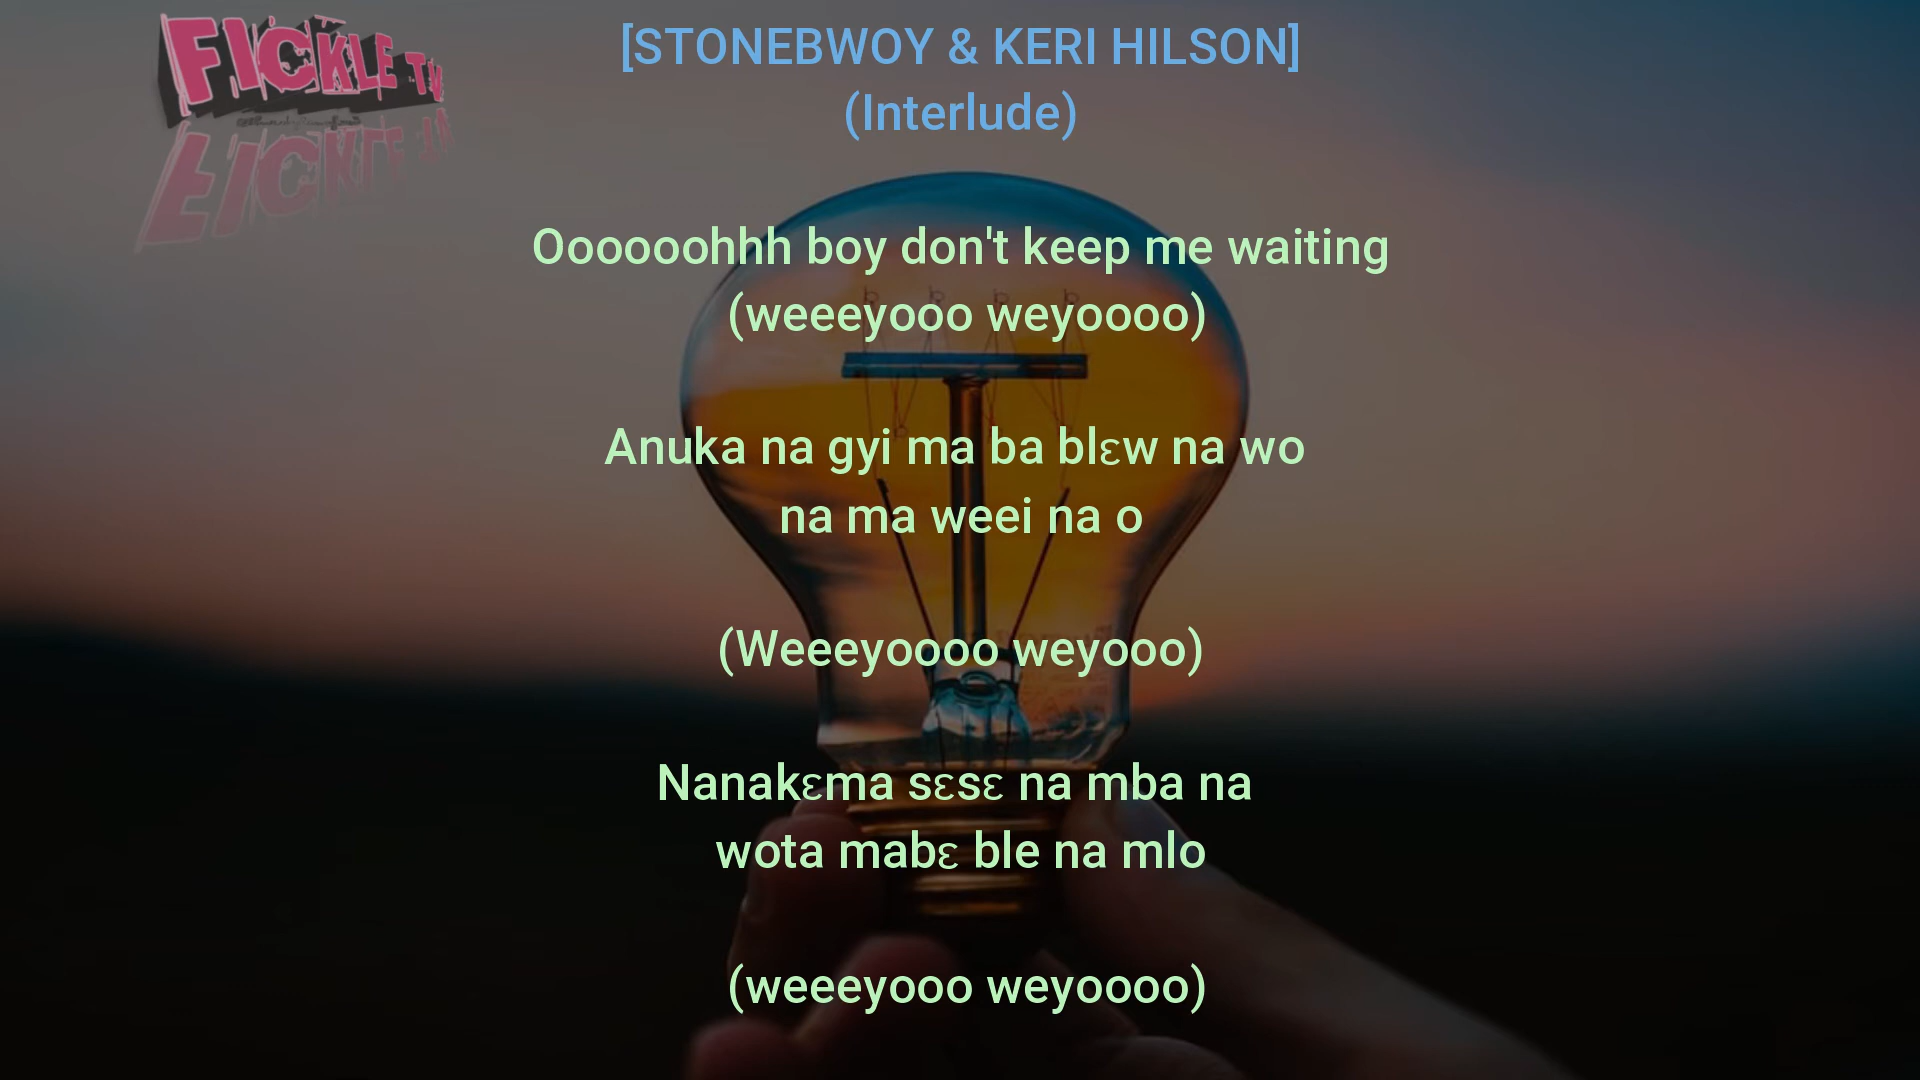 FICKLE TV
[STONEBWOY & KERI HILSON]
(Interlude)
Oooooohhh boy don't keep me waiting
(weeeyooo weyoooo)
Anuka na gyi ma ba blɛw na wo
na ma weei na o
(Weeeyoooo weyooo)
Nanakɛma sɛsɛ na mba na
wota mabɛ ble na mlo
(weeeyooo weyoooo)